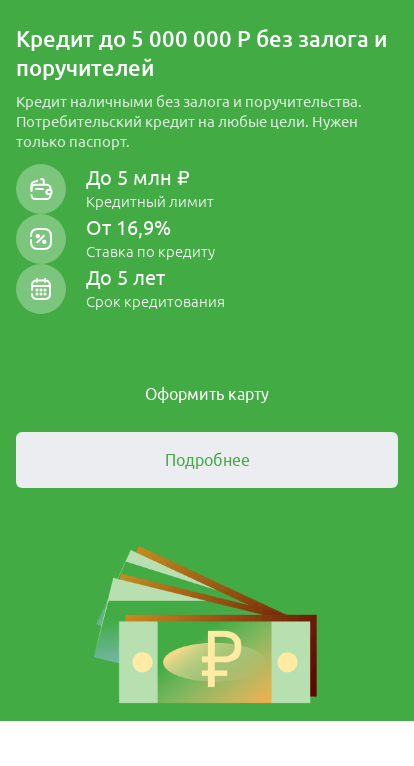 Кредит до 5 000 000 Р без залога и
поручителей
Кредит наличными без залога и поручительства.
Потребительский кредит на любые цели. Нужен
только паспорт.
До 5 млн ₽
Кредитный лимит
От 16,9%
Ставка по кредиту
До 5 лет
Срок кредитования
Оформить карту
Подробнее
₽